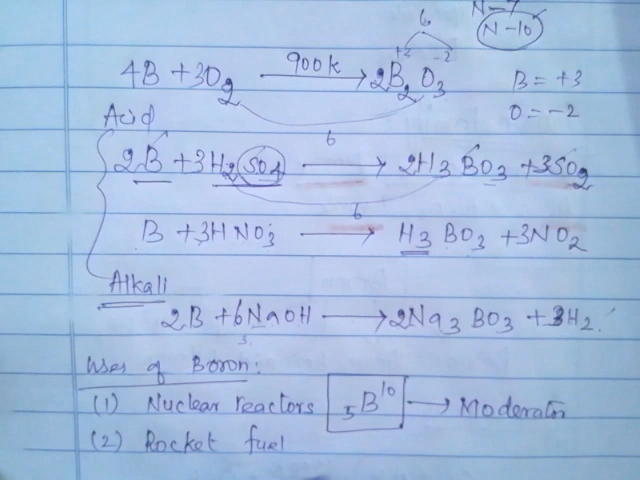 N-7
N-10
6
+2 -2
4B + 3O2 900k → 2B2O3 B = +3
O = -2
Acid
6
2B + 3H2SO4 → 2H3BO3 + 3SO2
6
B + 3HNO3 → H3BO3 + 3NO2
Alkali
2B + 6NaOH → 2Na3BO3 + 3H2.
3
Uses of Boron:
(1) Nuclear reactors 5B10 → Moderator
(2) Rocket fuel